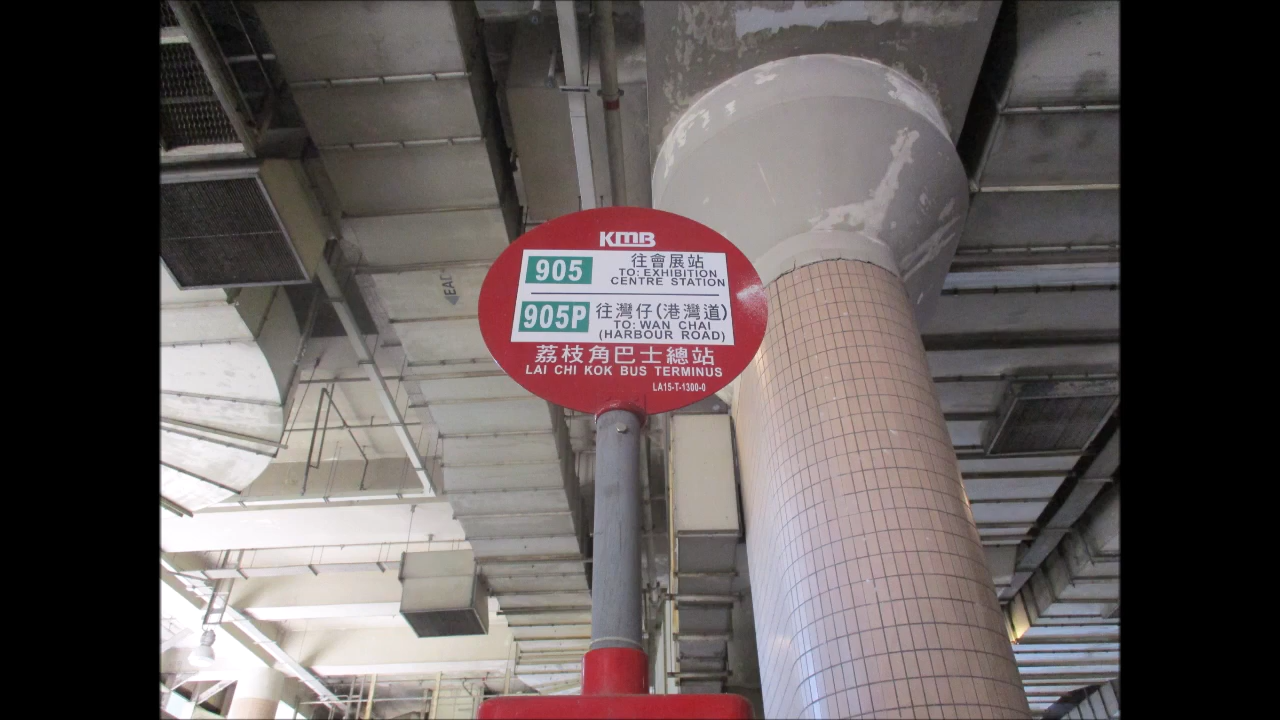 KMB
905
往會展站
TO: EXHIBITION
CENTRE STATION
905P
往灣仔(港灣道)
TO: WAN CHAI
(HARBOUR ROAD)
荔枝角巴士總站
LAI CHI KOK BUS TERMINUS
LA15-T-1300-0